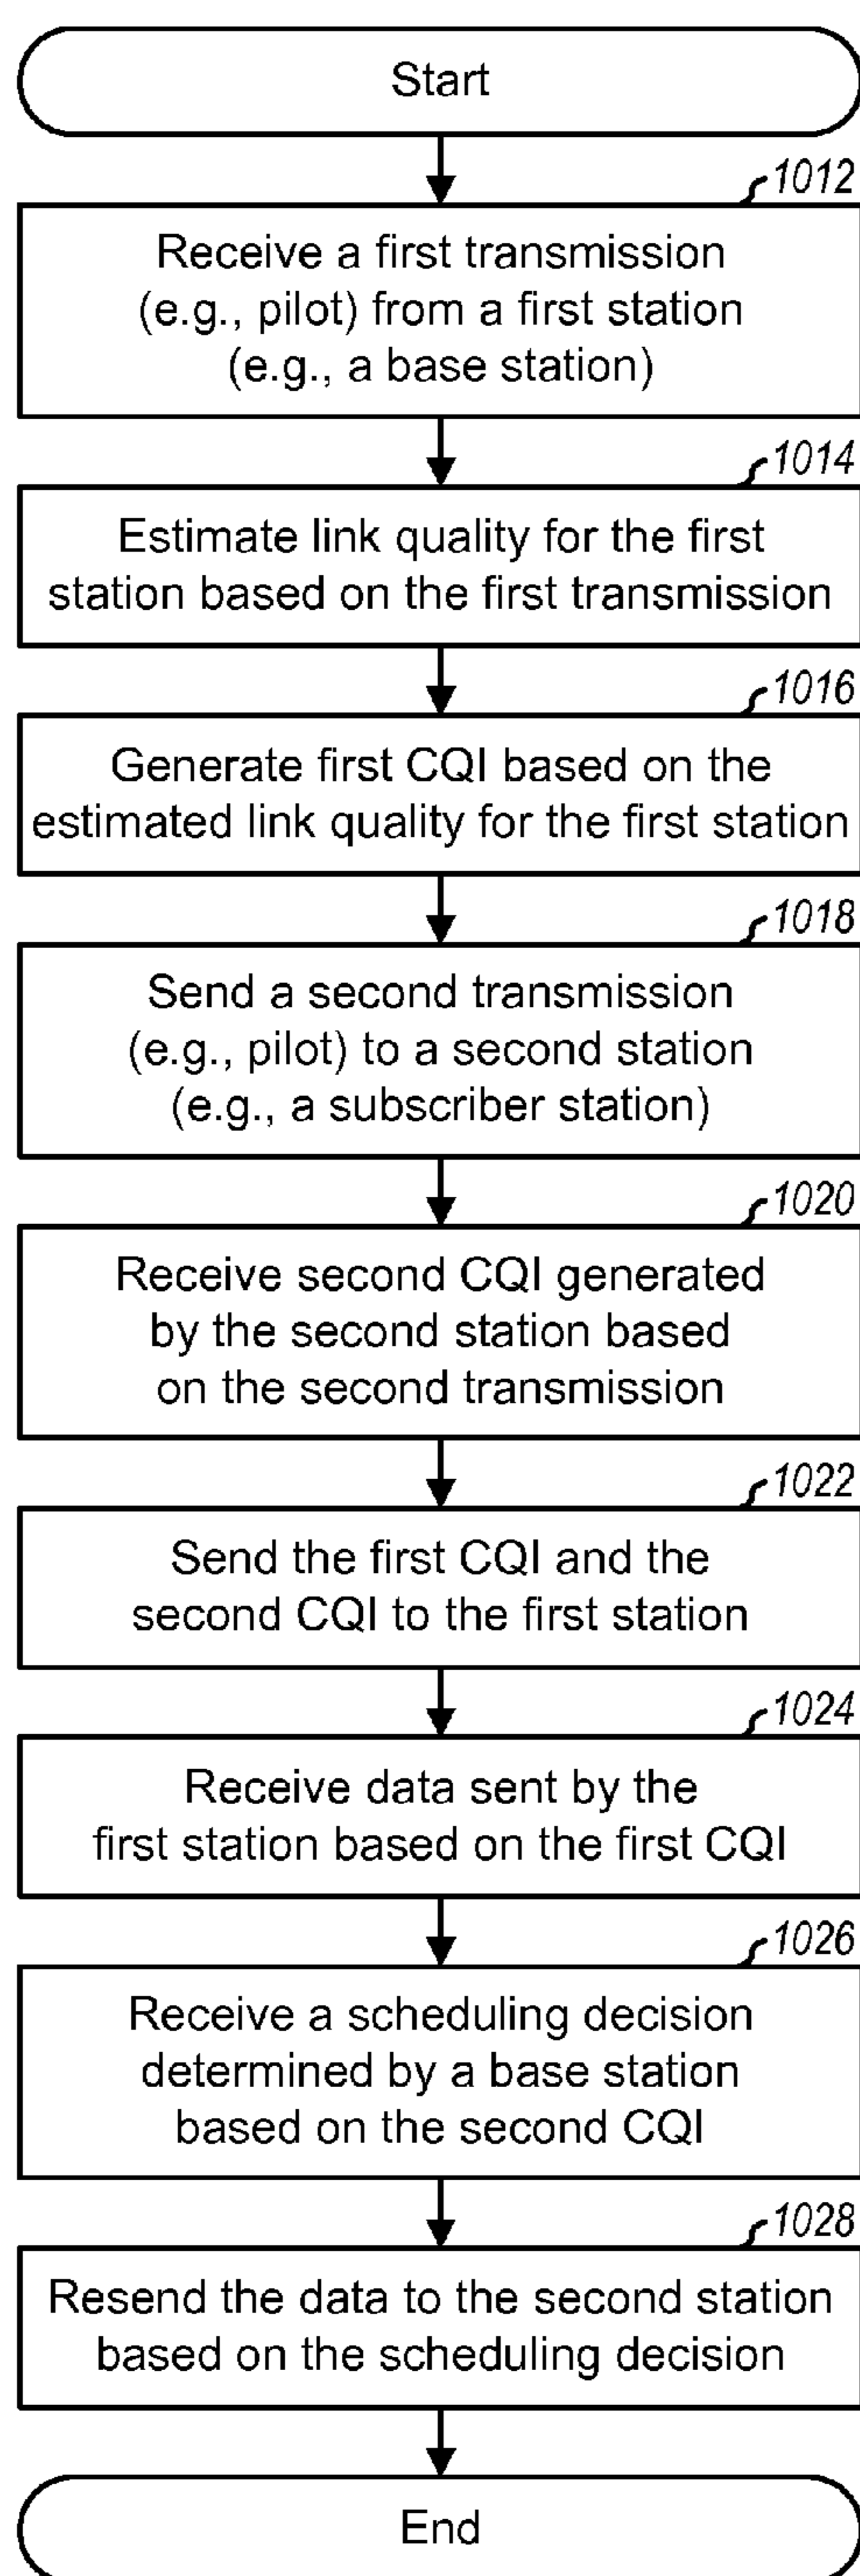 Start
1012
Receive a first transmission
(e.g., pilot) from a first station
(e.g., a base station)
1014
Estimate link quality for the first
station based on the first transmission
1016
Generate first CQI based on the
estimated link quality for the first station
1018
Send a second transmission
(e.g., pilot) to a second station
(e.g., a subscriber station)
1020
Receive second CQI generated
by the second station based
on the second transmission
1022
Send the first CQI and the
second CQI to the first station
1024
Receive data sent by the
first station based on the first CQI
1026
Receive a scheduling decision
determined by a base station
based on the second CQI
1028
Resend the data to the second station
based on the scheduling decision
End